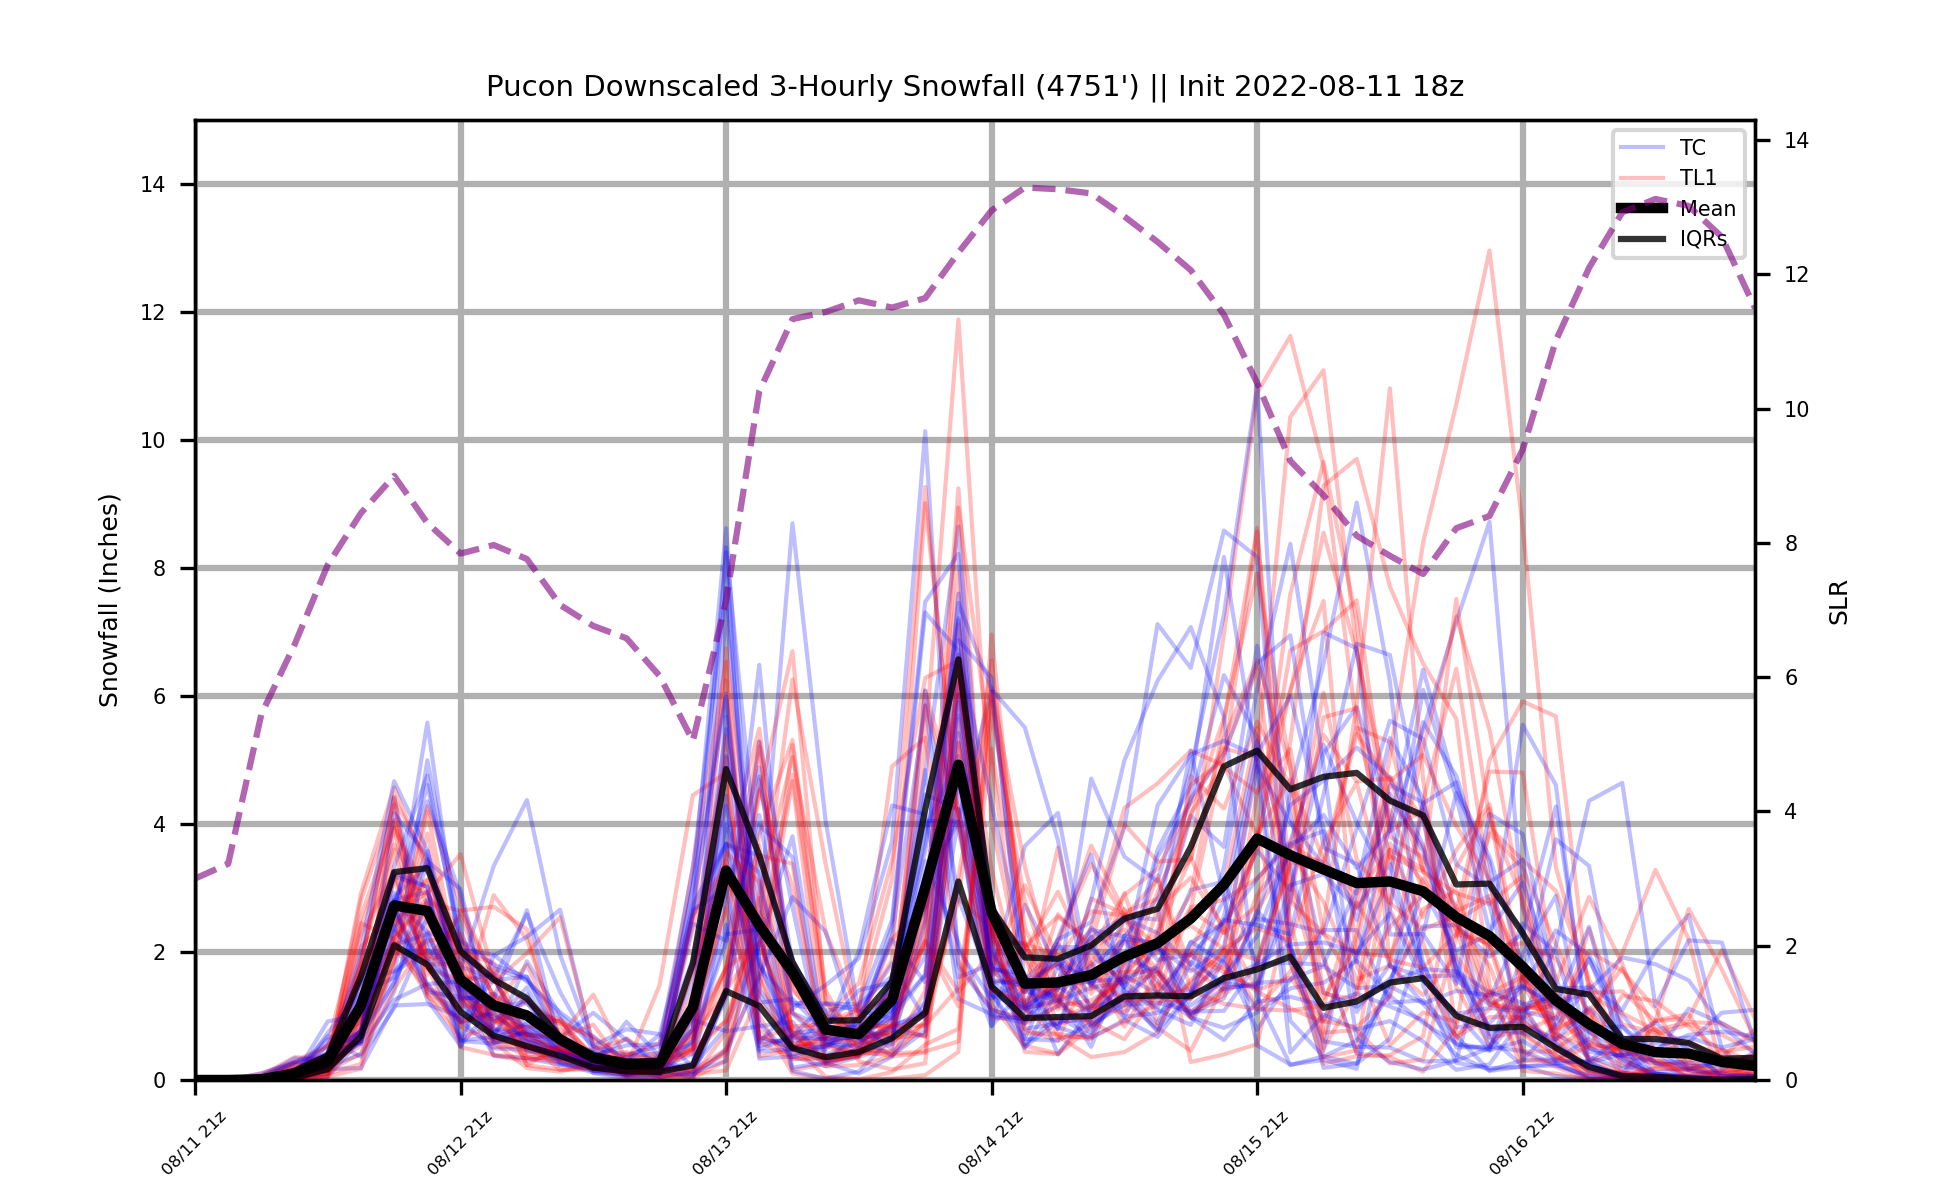 Pucon Downscaled 3-Hourly Snowfall (4751') || Init 2022-08-11 18z
TC
TL1
Mean
IQRs
Snowfall (Inches)
14
12
10
8
6
4
2
0
SLR
14
12
10
8
6
4
2
0
08/11 21z
08/12 21z
08/13 21z
08/14 21z
08/15 21z
08/16 21z